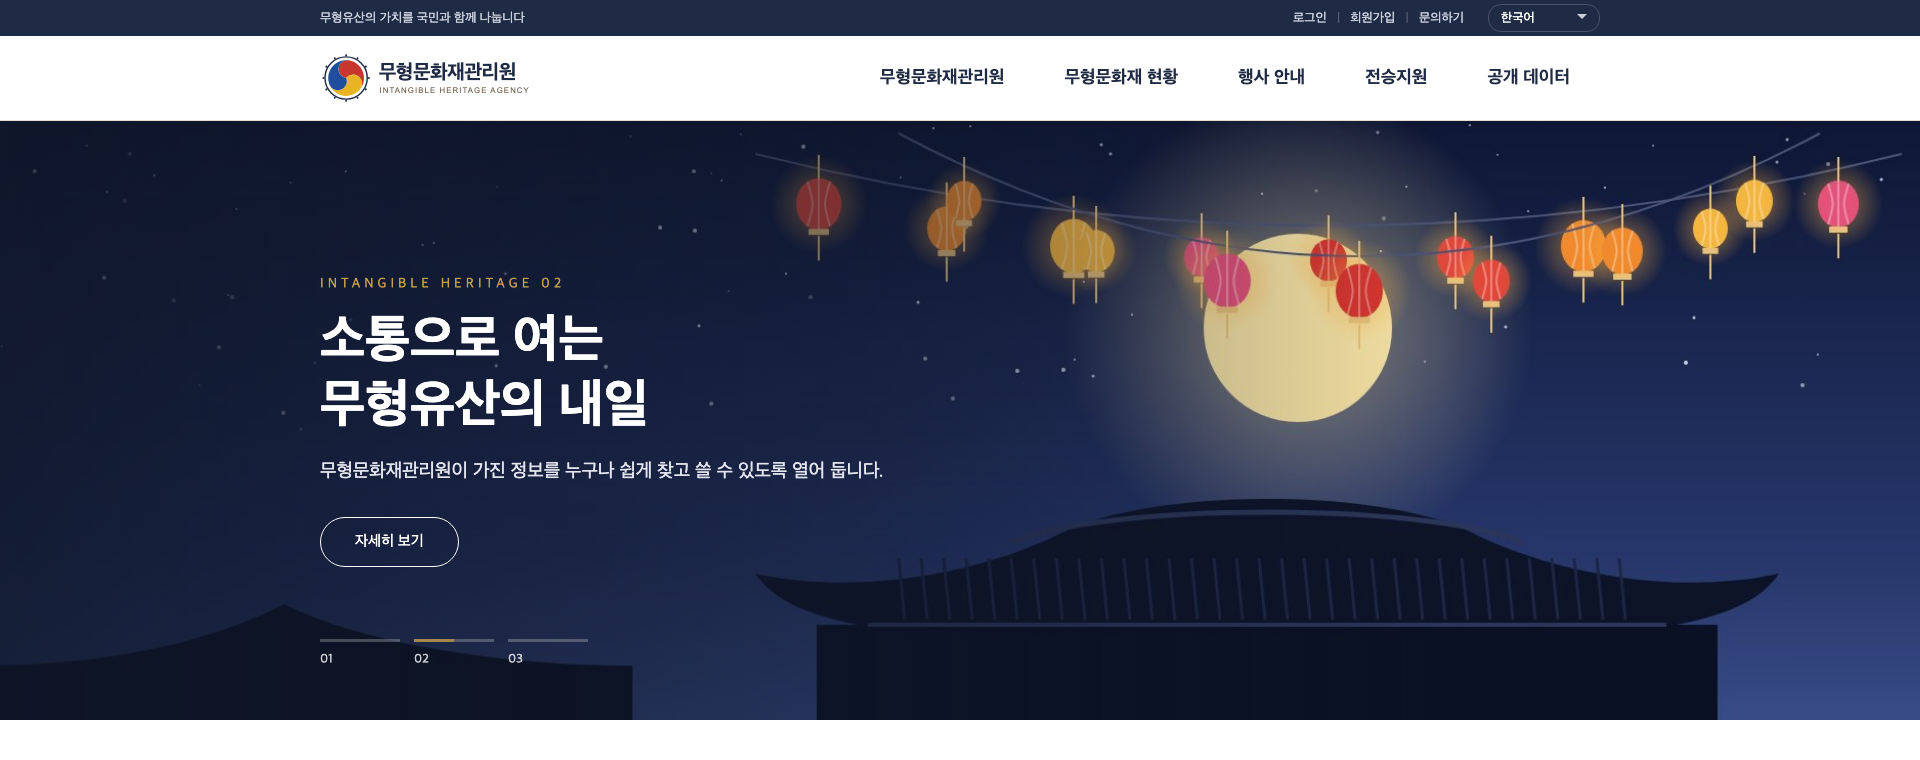 무형유산의 가치를 국민과 함께 나눕니다
로그인
회원가입
문의하기
한국어
무형문화재관리원
INTANGIBLE HERITAGE AGENCY
무형문화재관리원
무형문화재 현황
행사 안내
전승지원
공개 데이터
INTANGIBLE HERITAGE 02
소통으로 여는
무형유산의 내일
무형문화재관리원이 가진 정보를 누구나 쉽게 찾고 쓸 수 있도록 열어 둡니다.
자세히 보기
01
02
03